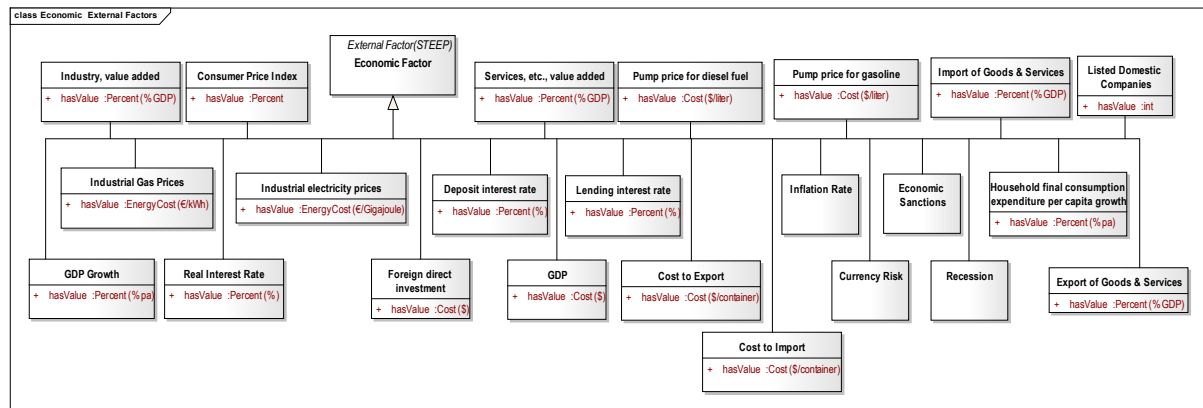 class Economic External Factors
External Factor(STEEP)
Economic Factor
Industry, value added
+ hasValue :Percent (% GDP)
Consumer Price Index
+ hasValue :Percent
Services, etc., value added
+ hasValue :Percent (% GDP)
Pump price for diesel fuel
+ hasValue :Cost ($/liter)
Pump price for gasoline
+ hasValue :Cost ($/liter)
Import of Goods & Services
+ hasValue :Percent (% GDP)
Listed Domestic
Companies
+ hasValue :int
Industrial Gas Prices
+ hasValue :EnergyCost (€/kWh)
Industrial electricity prices
+ hasValue :EnergyCost (€/Gigajoule)
Deposit interest rate
+ hasValue :Percent (%)
Lending interest rate
+ hasValue :Percent (%)
Inflation Rate
Economic
Sanctions
Household final consumption
expenditure per capita growth
+ hasValue :Percent (% pa)
GDP Growth
+ hasValue :Percent (% pa)
Real Interest Rate
+ hasValue :Percent (%)
Foreign direct
investment
+ hasValue :Cost ($)
GDP
+ hasValue :Cost ($)
Cost to Export
+ hasValue :Cost ($/container)
Currency Risk
Recession
Export of Goods & Services
+ hasValue :Percent (% GDP)
Cost to Import
+ hasValue :Cost ($/container)